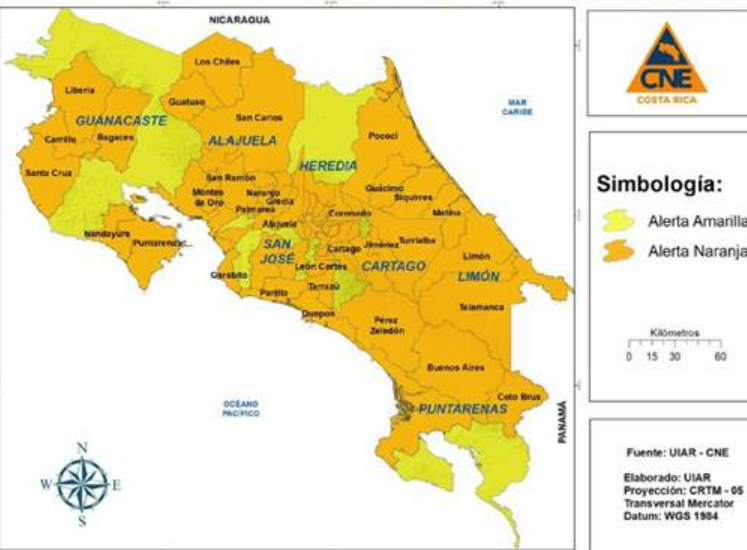 NICARAGUA
Los Chiles
Liberia
Guatuso
GUANACASTE
San Carlos
MAR
CARIBE
Carrillo
Bagaces
ALAJUELA
Pococí
HEREDIA
Santa Cruz
San Ramón
Guácimo
Montes
de Oro
Naranjo
Siquirres
Grecia
Palmares
Coronado
Matina
Alajuela
Nandayure
Puntarenas
SAN
JOSÉ
Cartago
Jiménez
Turrialba
Limón
León Cortés
CARTAGO
LIMÓN
Garabito
Tarrazú
Parrita
Talamanca
Quepos
Pérez
Zeledón
Buenos Aires
OCÉANO
PACÍFICO
Coto Brus
PUNTARENAS
PANAMÁ
N
W
E
S
CNE
COSTA RICA
Simbología:
Alerta Amarilla
Alerta Naranja
Kilómetros
0 15 30 60
Fuente: UIAR - CNE
Elaborado: UIAR
Proyección: CRTM - 05
Transversal Mercator
Datum: WGS 1984